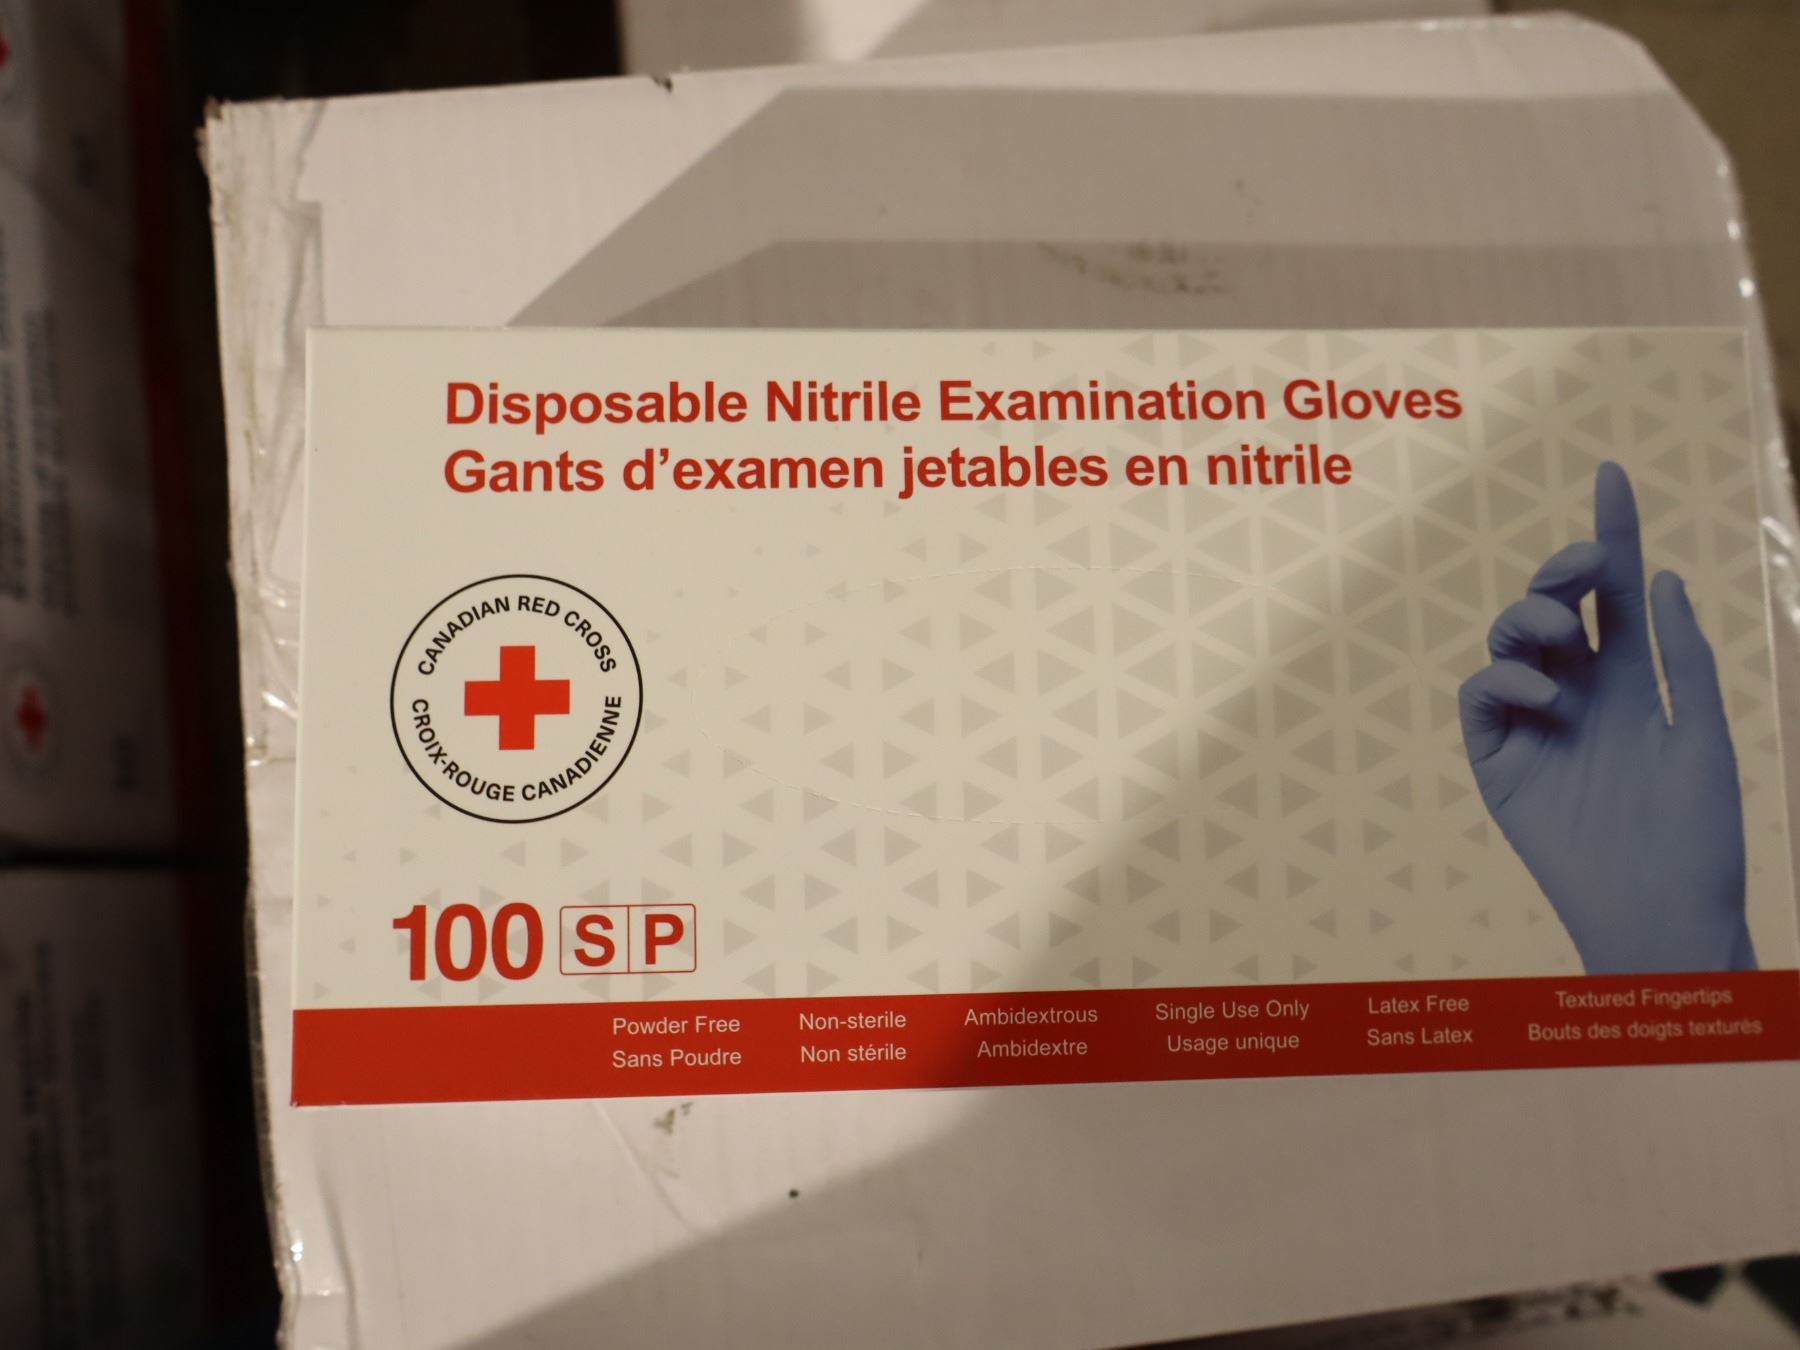 Disposable Nitrile Examination Gloves
Gants d'examen jetables en nitrile
CANADIAN RED CROSS
CROIX-ROUGE CANADIENNE
100 S P
Powder Free
Sans Poudre
Non-sterile
Non stérile
Ambidextrous
Ambidextre
Single Use Only
Usage unique
Latex Free
Sans Latex
Textured Fingertips
Bouts des doigts texturés